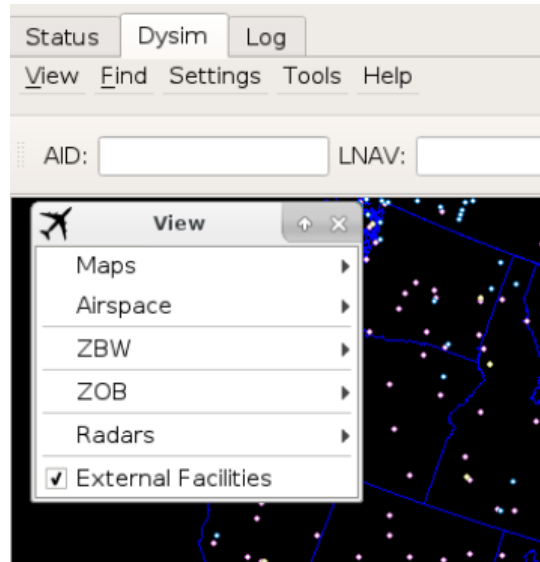 Status Dysim Log
View Find Settings Tools Help
AID: LNAV:
View
Maps
Airspace
ZBW
ZOB
Radars
External Facilities